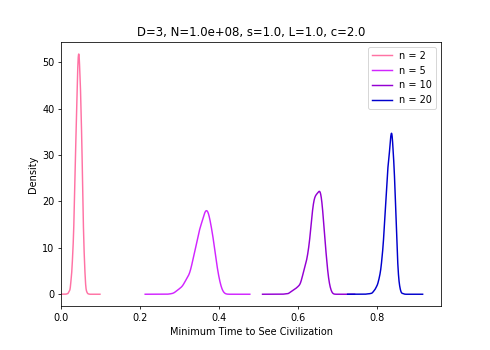 D=3, N=1.0e+08, s=1.0, L=1.0, c=2.0
n = 2
n = 5
n = 10
n = 20
50
40
30
20
10
0
Density
0.0 0.2 0.4 0.6 0.8
Minimum Time to See Civilization